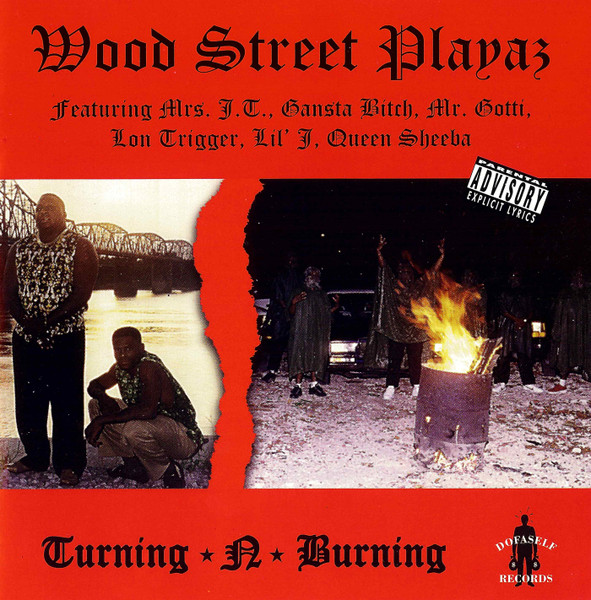 Wood Street Playaz
Featuring Mrs. J.T., Gansta Bitch, Mr. Gotti,
Lon Trigger, Lil' J, Queen Sheeba
PARENTAL
ADVISORY
EXPLICIT LYRICS
Turning ★ N ★ Burning
DOFASELF
RECORDS